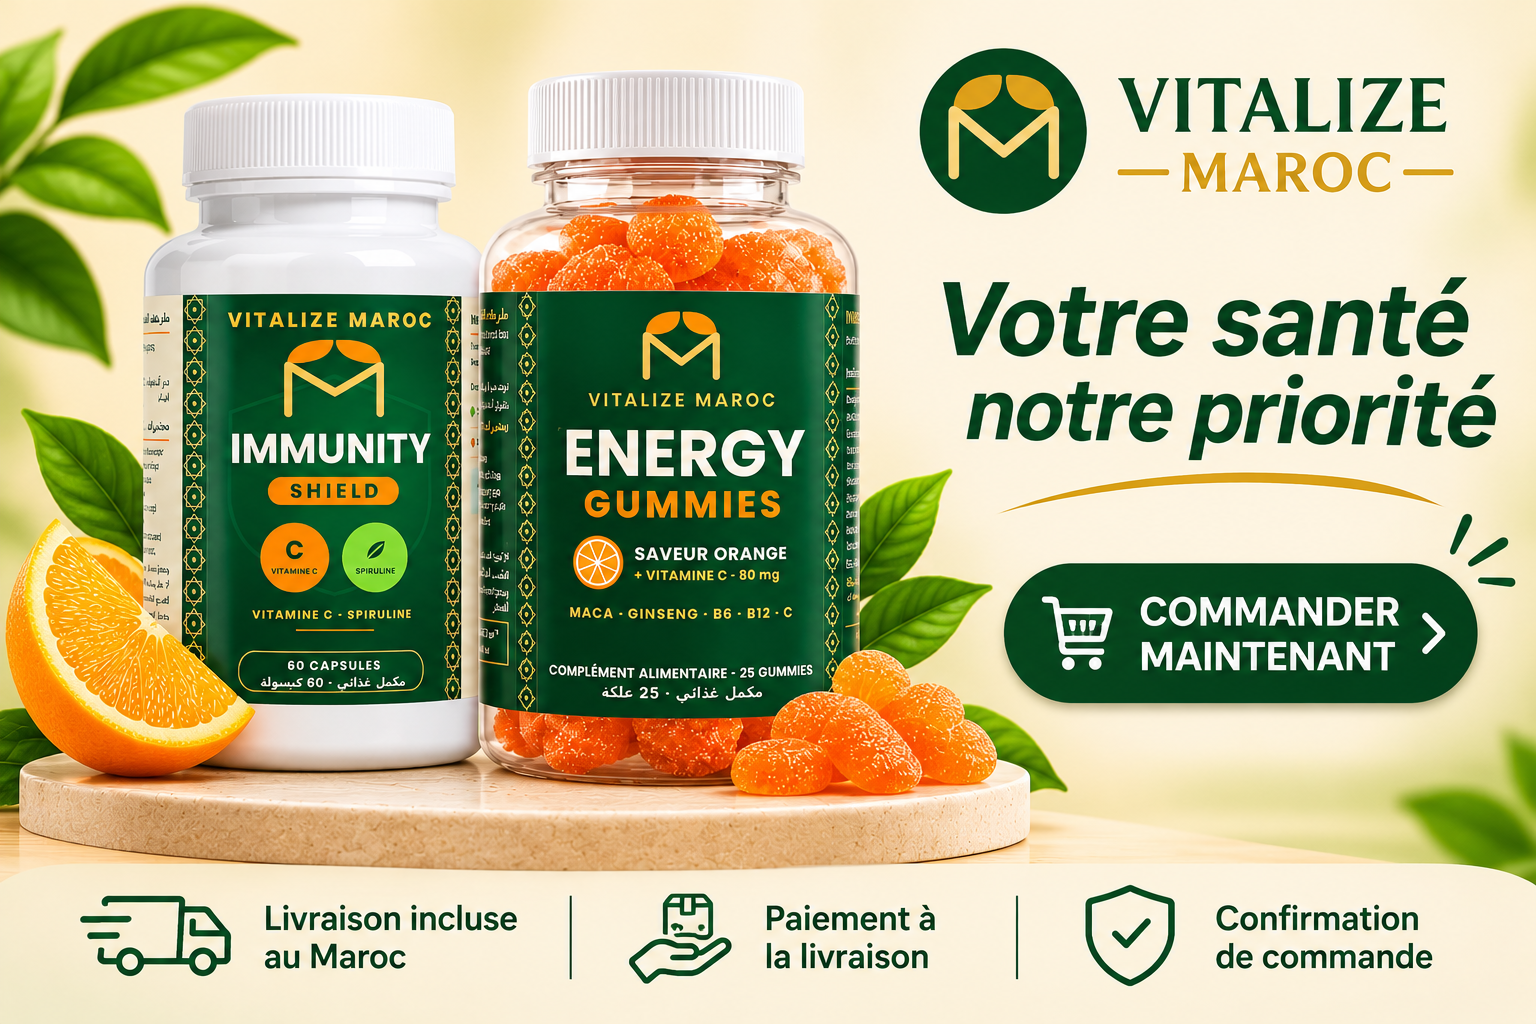 VITALIZE
MAROC
Votre santé
notre priorité
COMMANDER
MAINTENANT
VITALIZE MAROC
IMMUNITY
SHIELD
C
VITAMINE C
SPIRULINE
VITAMINE C - SPIRULINE
60 CAPSULES
مكمل غذائي · 60 كبسولة
VITALIZE MAROC
ENERGY
GUMMIES
SAVEUR ORANGE
+ VITAMINE C - 80 mg
MACA - GINSENG - B6 - B12 - C
COMPLÉMENT ALIMENTAIRE - 25 GUMMIES
مكمل غذائي · 25 علكة
Livraison incluse
au Maroc
Paiement à
la livraison
Confirmation
de commande